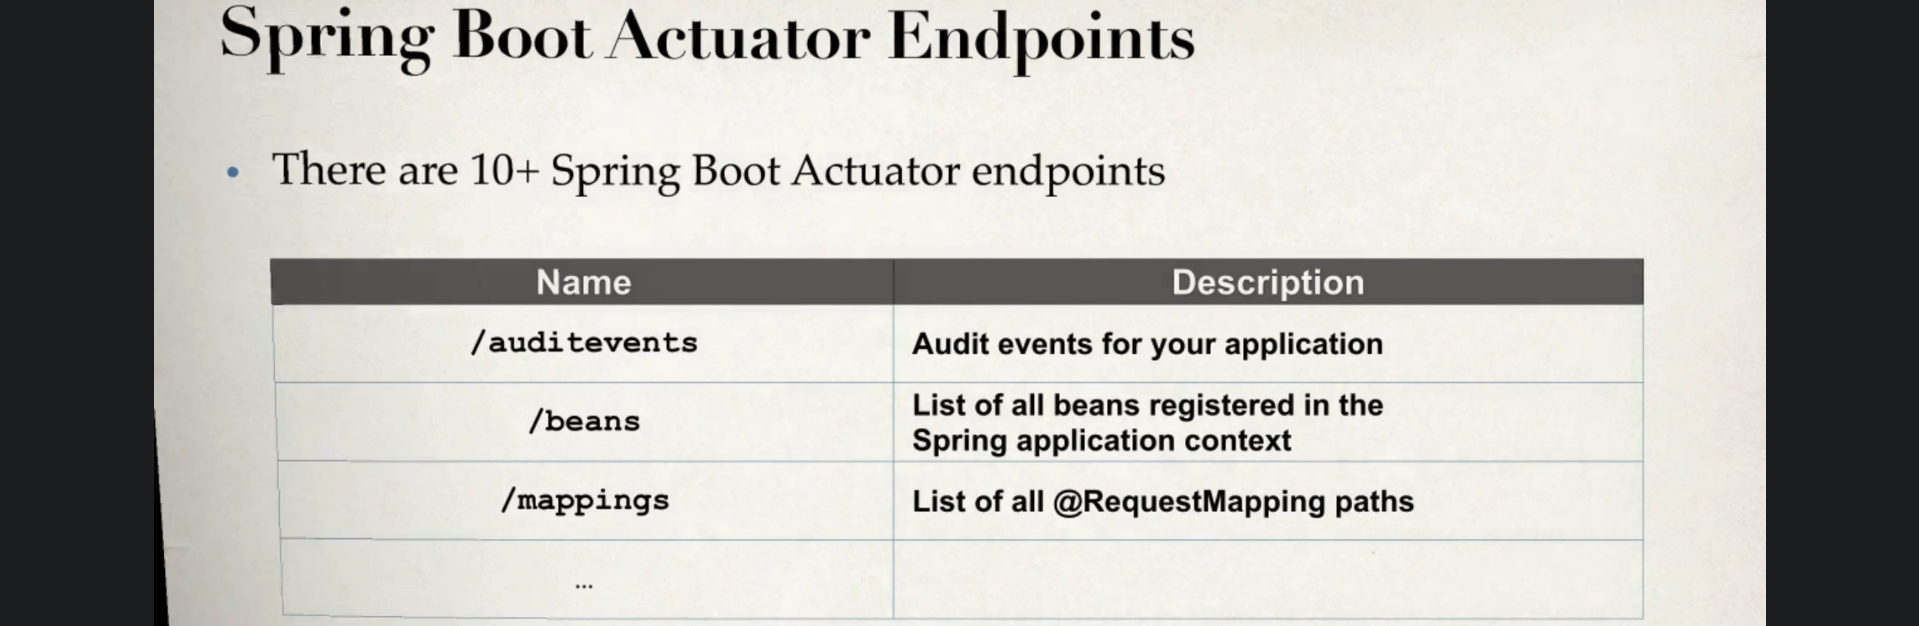 Spring Boot Actuator Endpoints
• There are 10+ Spring Boot Actuator endpoints
Name Description
/auditevents Audit events for your application
/beans List of all beans registered in the
Spring application context
/mappings List of all @RequestMapping paths
...